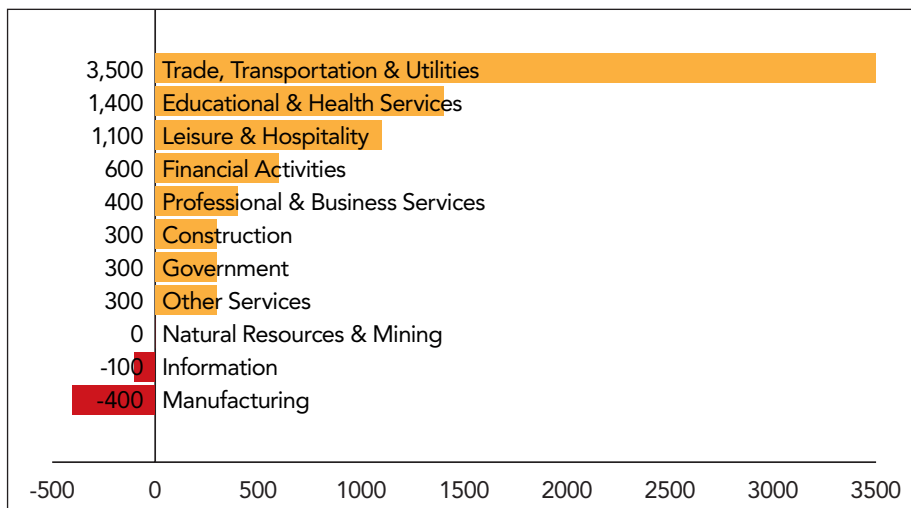 3,500 Trade, Transportation & Utilities
1,400 Educational & Health Services
1,100 Leisure & Hospitality
600 Financial Activities
400 Professional & Business Services
300 Construction
300 Government
300 Other Services
0 Natural Resources & Mining
-100 Information
-400 Manufacturing
-500 0 500 1000 1500 2000 2500 3000 3500